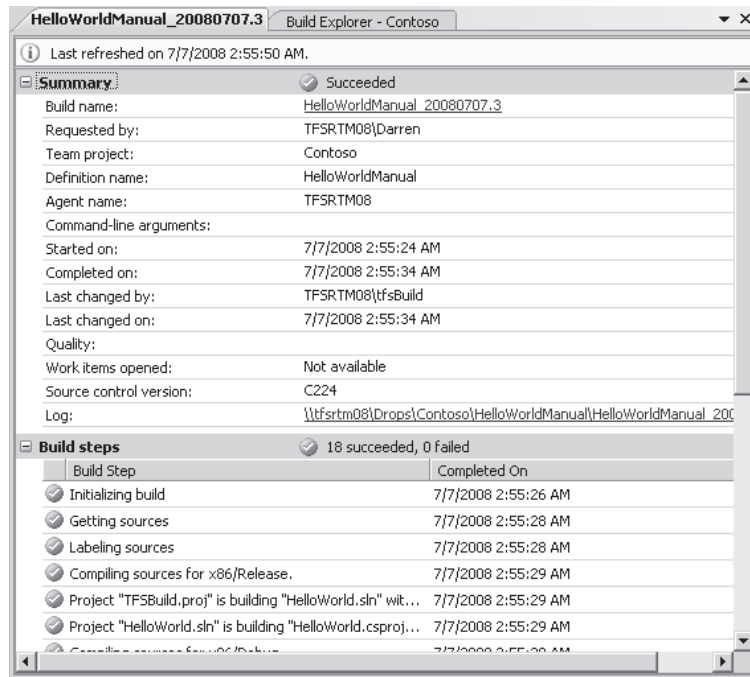 HelloWorldManual_20080707.3 Build Explorer - Contoso
Last refreshed on 7/7/2008 2:55:50 AM.
Summary Succeeded
Build name: HelloWorldManual_20080707.3
Requested by: TFSRTM08\Darren
Team project: Contoso
Definition name: HelloWorldManual
Agent name: TFSRTM08
Command-line arguments:
Started on: 7/7/2008 2:55:24 AM
Completed on: 7/7/2008 2:55:34 AM
Last changed by: TFSRTM08\tfsBuild
Last changed on: 7/7/2008 2:55:34 AM
Quality:
Work items opened: Not available
Source control version: C224
Log: \\tfsrtm08\Drops\Contoso\HelloWorldManual\HelloWorldManual_200
Build steps 18 succeeded, 0 failed
Build Step Completed On
Initializing build 7/7/2008 2:55:26 AM
Getting sources 7/7/2008 2:55:28 AM
Labeling sources 7/7/2008 2:55:28 AM
Compiling sources for x86/Release. 7/7/2008 2:55:29 AM
Project "TFSBuild.proj" is building "HelloWorld.sln" wit... 7/7/2008 2:55:29 AM
Project "HelloWorld.sln" is building "HelloWorld.csproj... 7/7/2008 2:55:29 AM